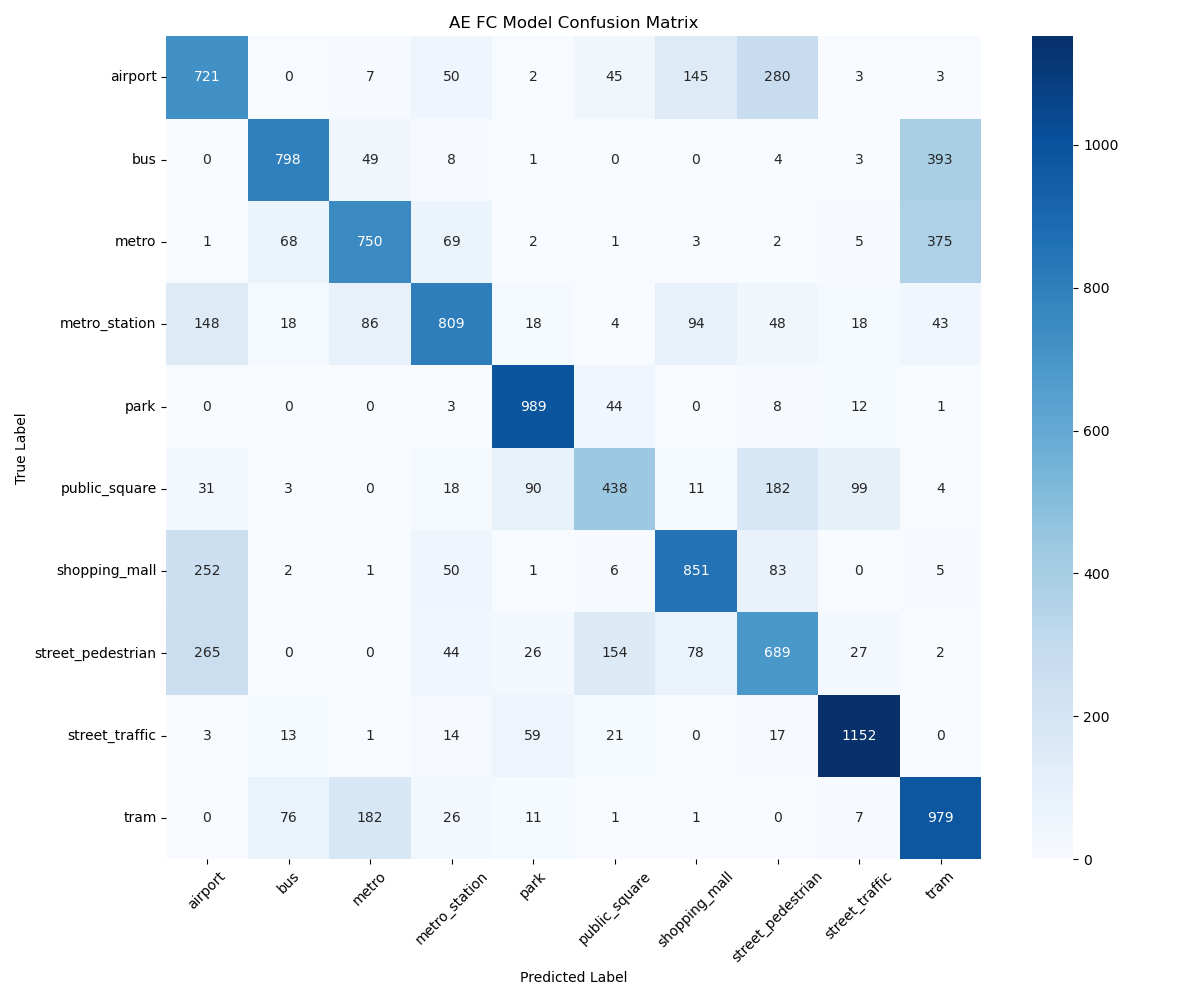 AE FC Model Confusion Matrix
airport 721 0 7 50 2 45 145 280 3 3
bus 0 798 49 8 1 0 0 4 3 393
metro 1 68 750 69 2 1 3 2 5 375
metro_station 148 18 86 809 18 4 94 48 18 43
park 0 0 0 3 989 44 0 8 12 1
public_square 31 3 0 18 90 438 11 182 99 4
shopping_mall 252 2 1 50 1 6 851 83 0 5
street_pedestrian 265 0 0 44 26 154 78 689 27 2
street_traffic 3 13 1 14 59 21 0 17 1152 0
tram 0 76 182 26 11 1 1 0 7 979
airport bus metro metro_station park public_square shopping_mall street_pedestrian street_traffic tram
Predicted Label
True Label
1000
800
600
400
200
0